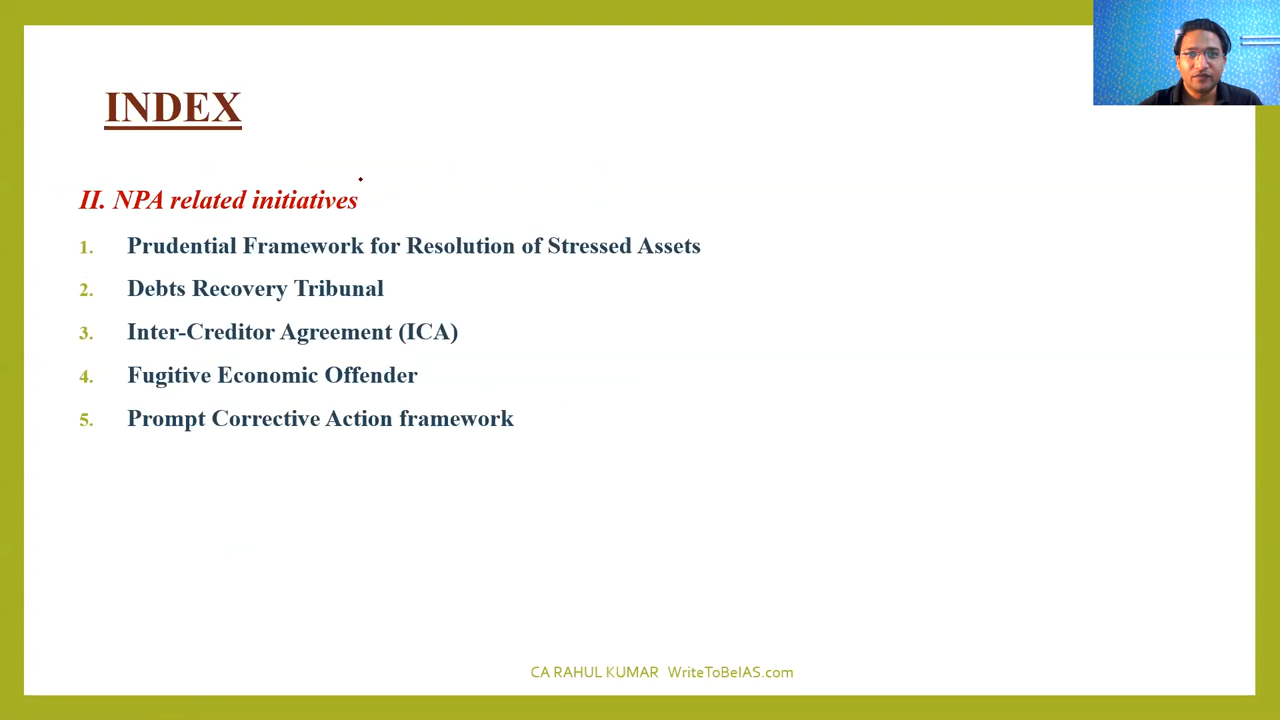 INDEX
II. NPA related initiatives
1. Prudential Framework for Resolution of Stressed Assets
2. Debts Recovery Tribunal
3. Inter-Creditor Agreement (ICA)
4. Fugitive Economic Offender
5. Prompt Corrective Action framework
CA RAHUL KUMAR WriteToBeIAS.com